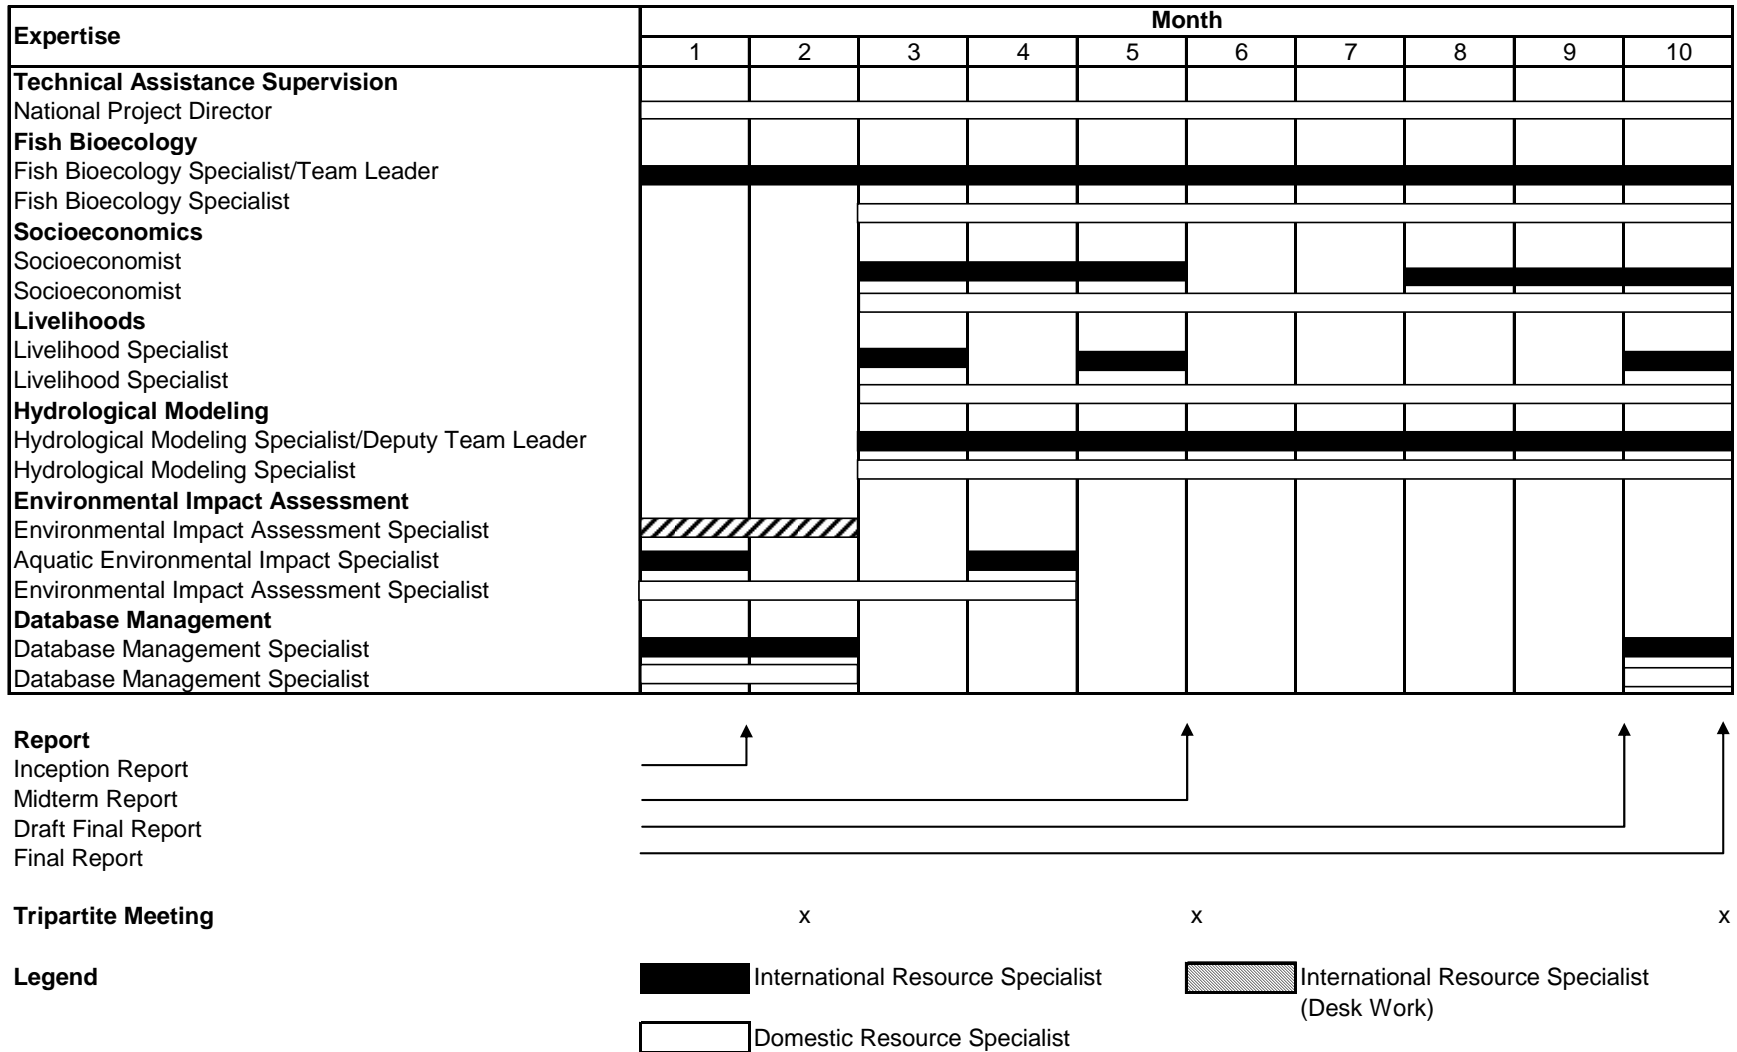 Expertise
Month
1 2 3 4 5 6 7 8 9 10
Technical Assistance Supervision
National Project Director
Fish Bioecology
Fish Bioecology Specialist/Team Leader
Fish Bioecology Specialist
Socioeconomics
Socioeconomist
Socioeconomist
Livelihoods
Livelihood Specialist
Livelihood Specialist
Hydrological Modeling
Hydrological Modeling Specialist/Deputy Team Leader
Hydrological Modeling Specialist
Environmental Impact Assessment
Environmental Impact Assessment Specialist
Aquatic Environmental Impact Specialist
Environmental Impact Assessment Specialist
Database Management
Database Management Specialist
Database Management Specialist
Report
Inception Report
Midterm Report
Draft Final Report
Final Report
Tripartite Meeting x x x
Legend International Resource Specialist International Resource Specialist
(Desk Work)
Domestic Resource Specialist